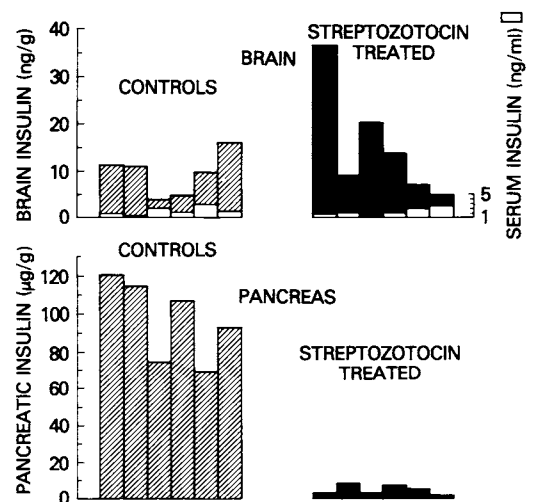 BRAIN INSULIN (ng/g)
40
30
20
10
0
CONTROLS
BRAIN
STREPTOZOTOCIN
TREATED
5
1
SERUM INSULIN (ng/ml)
PANCREATIC INSULIN (μg/g)
120
100
80
60
40
20
0
CONTROLS
PANCREAS
STREPTOZOTOCIN
TREATED